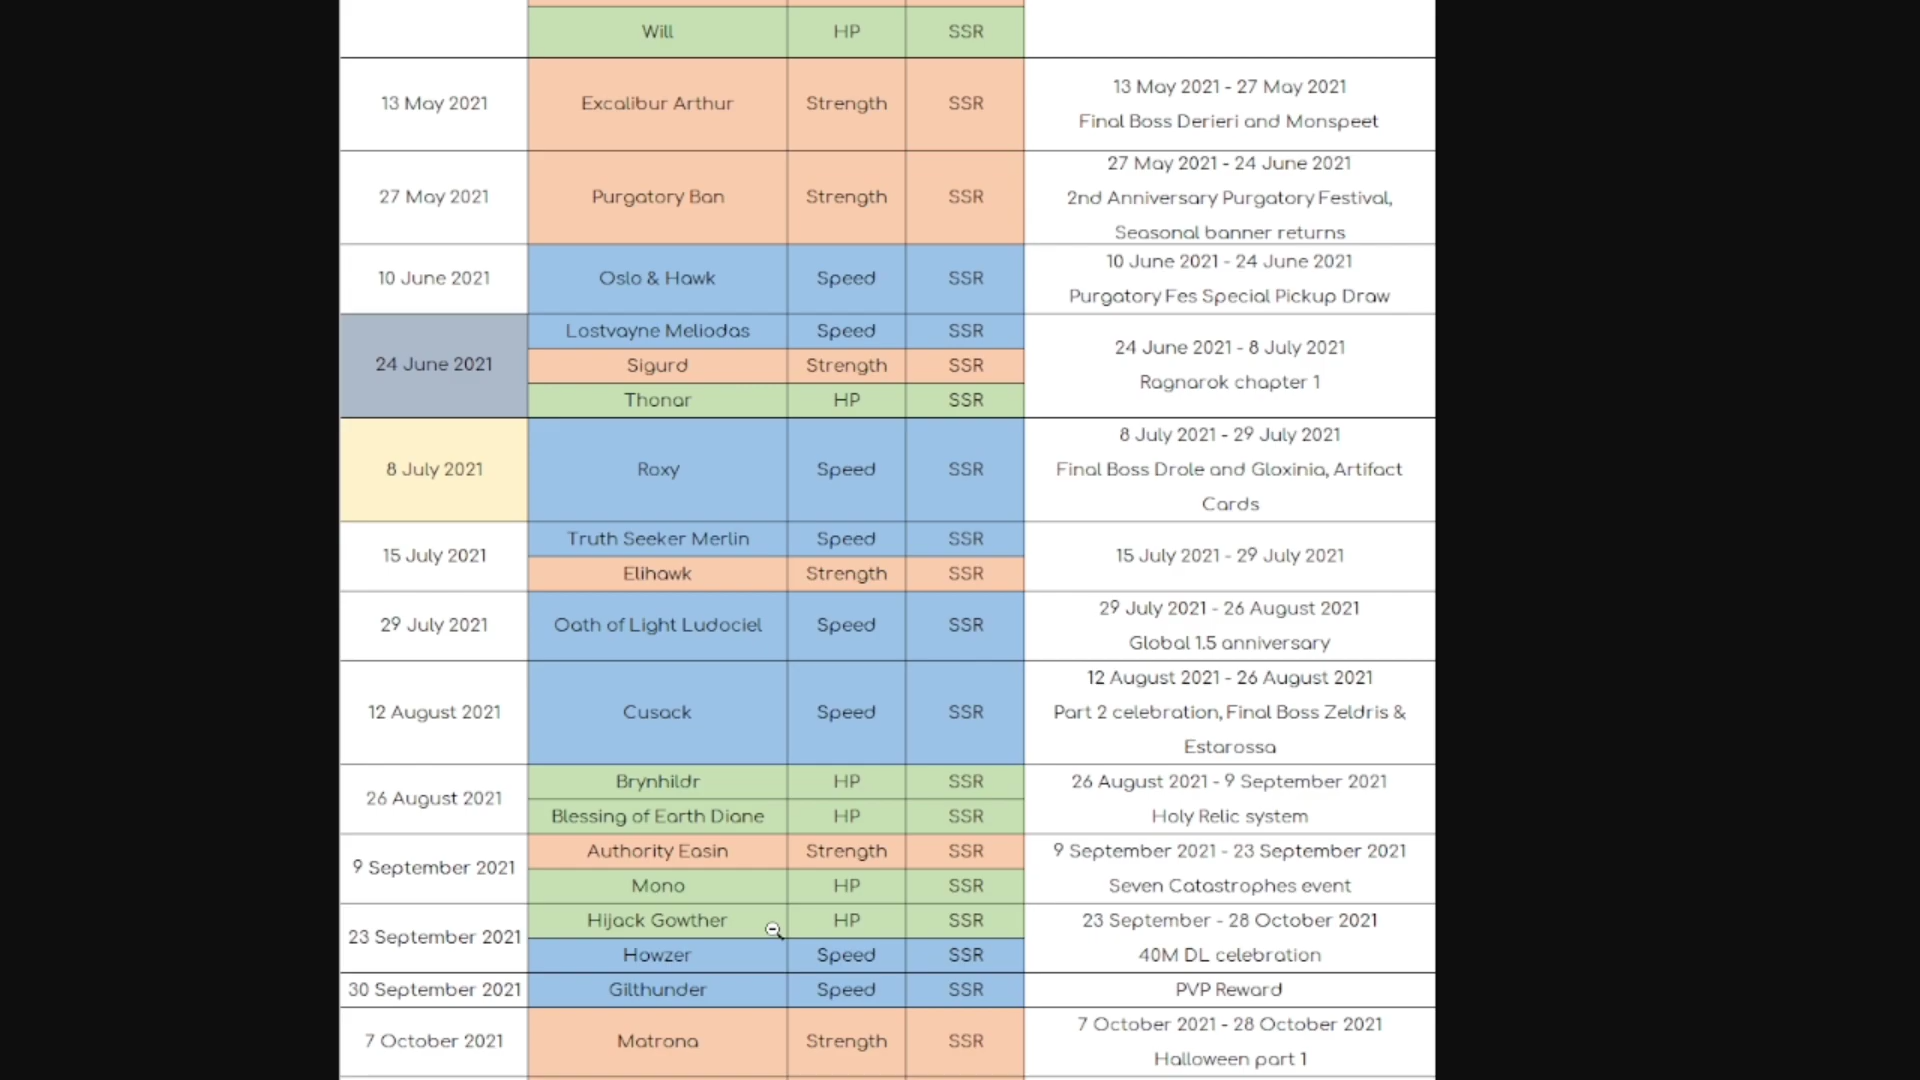 Will HP SSR
13 May 2021 Excalibur Arthur Strength SSR 13 May 2021 - 27 May 2021
Final Boss Derieri and Monspeet
27 May 2021 Purgatory Ban Strength SSR 27 May 2021 - 24 June 2021
2nd Anniversary Purgatory Festival,
Seasonal banner returns
10 June 2021 Oslo & Hawk Speed SSR 10 June 2021 - 24 June 2021
Purgatory Fes Special Pickup Draw
24 June 2021 Lostvayne Meliodas Speed SSR 24 June 2021 - 8 July 2021
Sigurd Strength SSR Ragnarok chapter 1
Thonar HP SSR
8 July 2021 Roxy Speed SSR 8 July 2021 - 29 July 2021
Final Boss Drole and Gloxinia, Artifact
Cards
15 July 2021 Truth Seeker Merlin Speed SSR 15 July 2021 - 29 July 2021
Elihawk Strength SSR
29 July 2021 Oath of Light Ludociel Speed SSR 29 July 2021 - 26 August 2021
Global 1.5 anniversary
12 August 2021 Cusack Speed SSR 12 August 2021 - 26 August 2021
Part 2 celebration, Final Boss Zeldris &
Estarossa
26 August 2021 Brynhildr HP SSR 26 August 2021 - 9 September 2021
Blessing of Earth Diane HP SSR Holy Relic system
9 September 2021 Authority Easin Strength SSR 9 September 2021 - 23 September 2021
Mono HP SSR Seven Catastrophes event
23 September 2021 Hijack Gowther HP SSR 23 September - 28 October 2021
Howzer Speed SSR 40M DL celebration
30 September 2021 Gilthunder Speed SSR PVP Reward
7 October 2021 Matrona Strength SSR 7 October 2021 - 28 October 2021
Halloween part 1